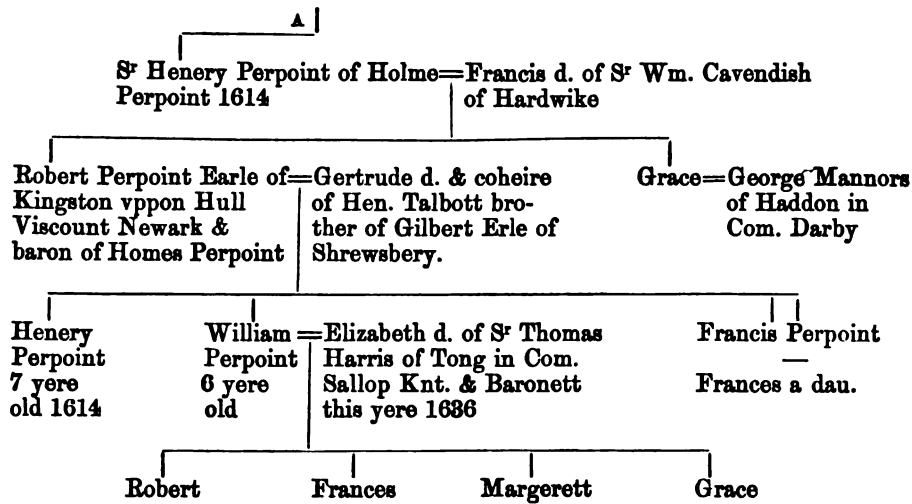 A
Sr Henery Perpoint of Holme=Francis d. of Sr Wm. Cavendish
Perpoint 1614
of Hardwike
Robert Perpoint Earle of=Gertrude d. & coheire
Kingston vppon Hull
of Hen. Talbott bro-
Viscount Newark &
ther of Gilbert Erle of
baron of Homes Perpoint
Shrewsbery.
Grace=George Mannors
of Haddon in
Com. Darby
Henery
Perpoint
7 yere
old 1614
William=Elizabeth d. of Sr Thomas
Perpoint
Harris of Tong in Com.
6 yere
Sallop Knt. & Baronett
old
this yere 1636
Francis Perpoint
Frances a dau.
Robert
Frances
Margerett
Grace